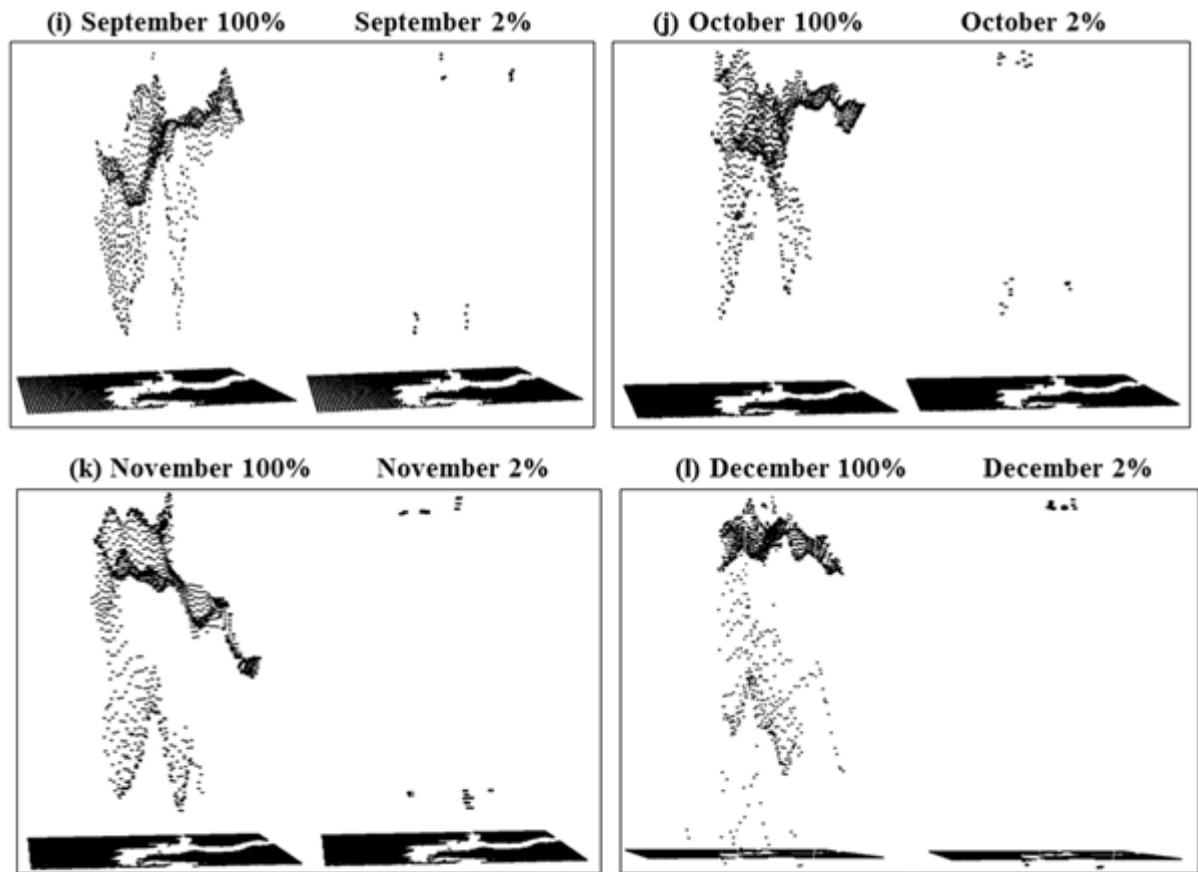 (i) September 100% September 2%
(j) October 100% October 2%
(k) November 100% November 2%
(l) December 100% December 2%